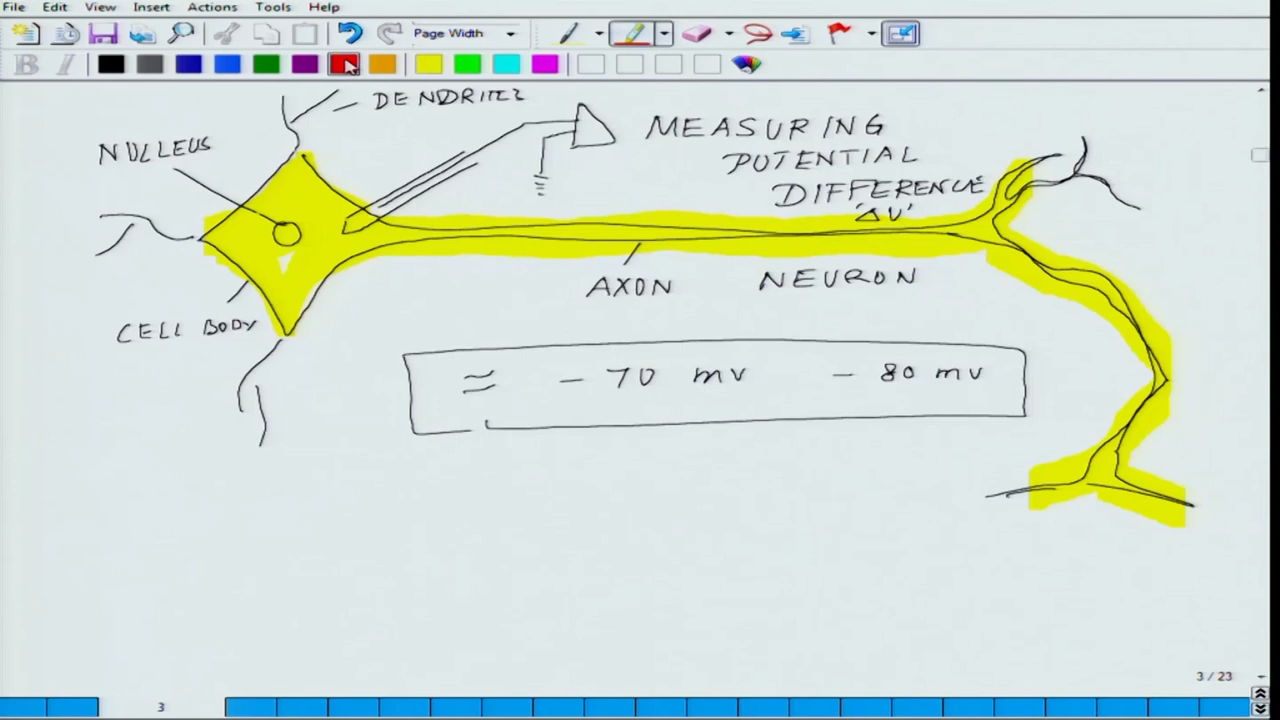 File Edit View Insert Actions Tools Help
Page Width
B I
DENDRITES
NUCLEUS
MEASURING
POTENTIAL
DIFFERENCE
'ΔV'
AXON NEURON
CELL BODY
≈ - 70 mv - 80 mv
3 / 23
3